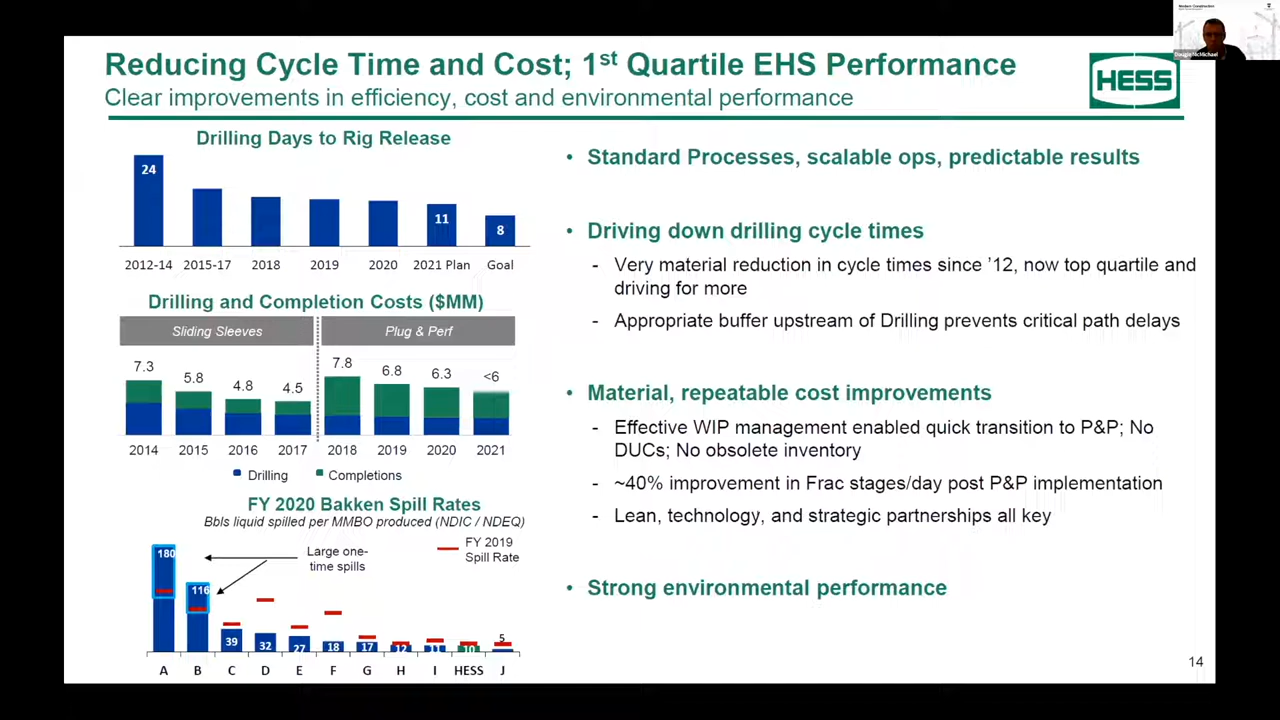 Reducing Cycle Time and Cost; 1st Quartile EHS Performance
Clear improvements in efficiency, cost and environmental performance
HESS
Drilling Days to Rig Release
24
11
8
2012-14 2015-17 2018 2019 2020 2021 Plan Goal
Drilling and Completion Costs ($MM)
Sliding Sleeves Plug & Perf
7.3 5.8 4.8 4.5 7.8 6.8 6.3 <6
2014 2015 2016 2017 2018 2019 2020 2021
Drilling Completions
FY 2020 Bakken Spill Rates
Bbls liquid spilled per MMBO produced (NDIC / NDEQ)
Large one-
time spills
FY 2019
Spill Rate
180 116 39 32 27 18 17 12 11 10 5
A B C D E F G H I HESS J
• Standard Processes, scalable ops, predictable results
• Driving down drilling cycle times
- Very material reduction in cycle times since ’12, now top quartile and
driving for more
- Appropriate buffer upstream of Drilling prevents critical path delays
• Material, repeatable cost improvements
- Effective WIP management enabled quick transition to P&P; No
DUCs; No obsolete inventory
- ~40% improvement in Frac stages/day post P&P implementation
- Lean, technology, and strategic partnerships all key
• Strong environmental performance
14
Modern Construction
Dougie McMichael